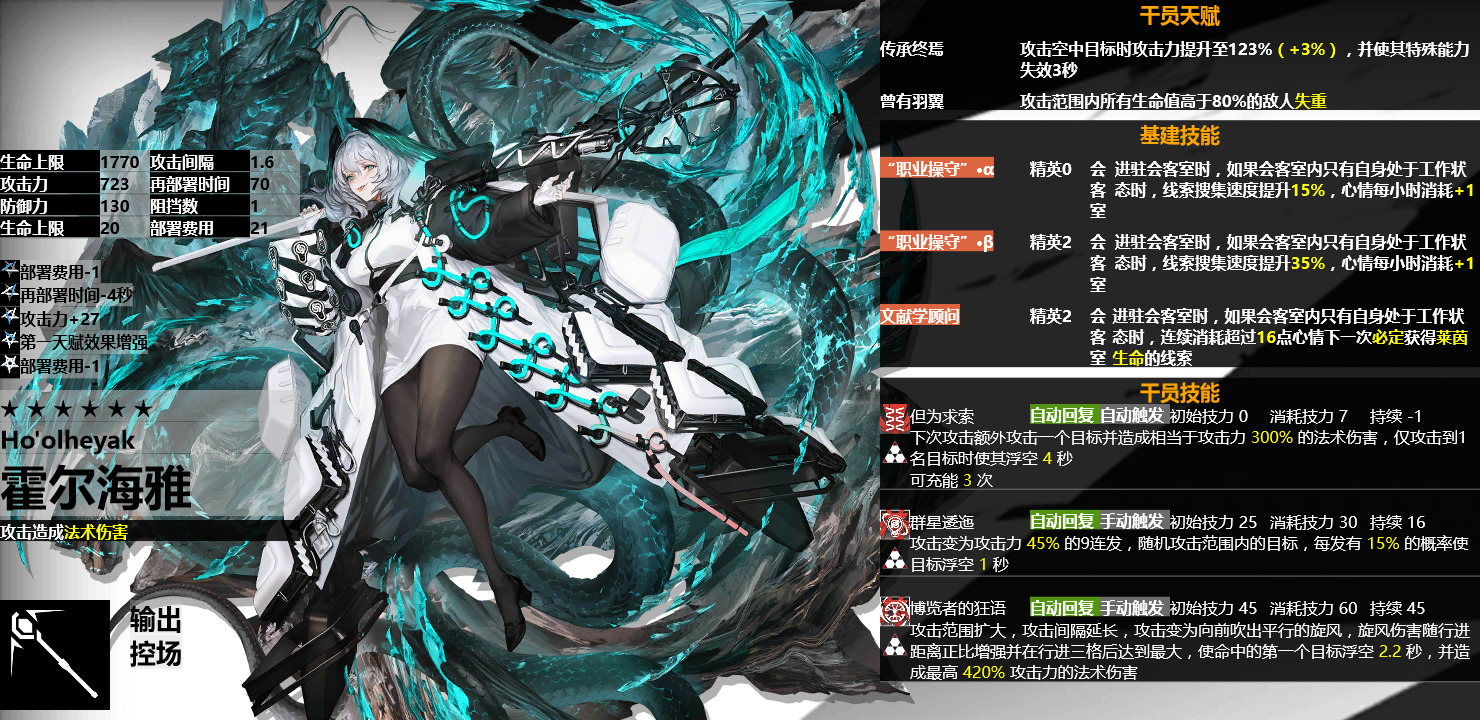 生命上限 1770 攻击间隔 1.6
攻击力 723 再部署时间 70
防御力 130 阻挡数 1
生命上限 20 部署费用 21
部署费用-1
再部署时间-4秒
攻击力+27
第一天赋效果增强
部署费用-1
★ ★ ★ ★ ★ ★
Ho'olheyak
霍尔海雅
攻击造成法术伤害
输出
控场
干员天赋
传承终焉 攻击空中目标时攻击力提升至123%（+3%），并使其特殊能力
失效3秒
曾有羽翼 攻击范围内所有生命值高于80%的敌人失重
基建技能
“职业操守”•α 精英0 会 进驻会客室时，如果会客室内只有自身处于工作状
客 态时，线索搜集速度提升15%，心情每小时消耗+1
室
“职业操守”•β 精英2 会 进驻会客室时，如果会客室内只有自身处于工作状
客 态时，线索搜集速度提升35%，心情每小时消耗+1
室
文献学顾问 精英2 会 进驻会客室时，如果会客室内只有自身处于工作状
客 态时，连续消耗超过16点心情下一次必定获得莱茵
室 生命的线索
干员技能
但为求索 自动回复 自动触发 初始技力 0 消耗技力 7 持续 -1
下次攻击额外攻击一个目标并造成相当于攻击力 300% 的法术伤害，仅攻击到1
名目标时使其浮空 4 秒
可充能 3 次
群星逶迤 自动回复 手动触发 初始技力 25 消耗技力 30 持续 16
攻击变为攻击力 45% 的9连发，随机攻击范围内的目标，每发有 15% 的概率使
目标浮空 1 秒
博览者的狂语 自动回复 手动触发 初始技力 45 消耗技力 60 持续 45
攻击范围扩大，攻击间隔延长，攻击变为向前吹出平行的旋风，旋风伤害随行进
距离正比增强并在行进三格后达到最大，使命中的第一个目标浮空 2.2 秒，并造
成最高 420% 攻击力的法术伤害